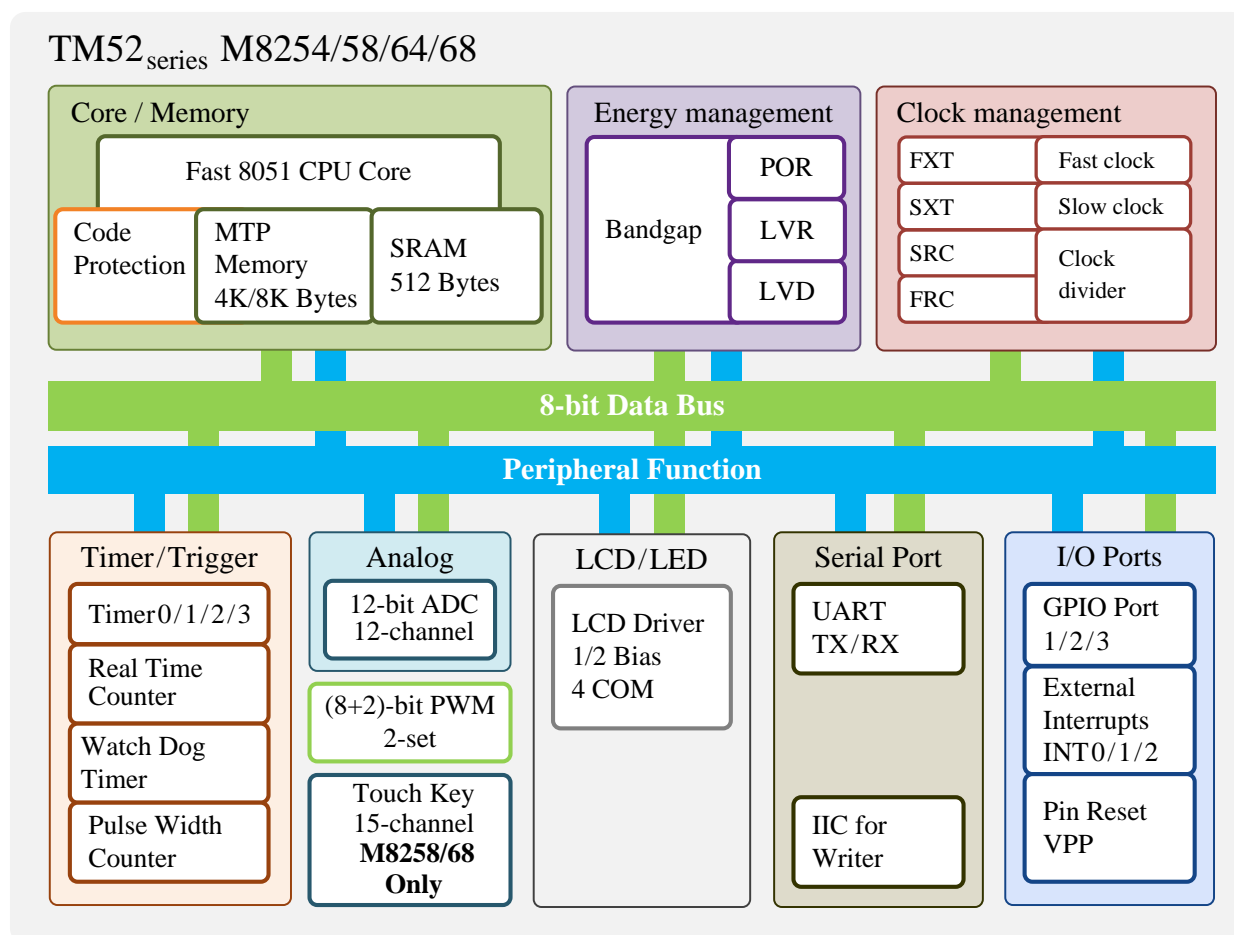 TM52series M8254/58/64/68
Core / Memory
Fast 8051 CPU Core
Code
Protection
MTP
Memory
4K/8K Bytes
SRAM
512 Bytes
Energy management
Bandgap
POR
LVR
LVD
Clock management
FXT
SXT
SRC
FRC
Fast clock
Slow clock
Clock
divider
8-bit Data Bus
Peripheral Function
Timer/Trigger
Timer0/1/2/3
Real Time
Counter
Watch Dog
Timer
Pulse Width
Counter
Analog
12-bit ADC
12-channel
(8+2)-bit PWM
2-set
Touch Key
15-channel
M8258/68
Only
LCD/LED
LCD Driver
1/2 Bias
4 COM
Serial Port
UART
TX/RX
IIC for
Writer
I/O Ports
GPIO Port
1/2/3
External
Interrupts
INT0/1/2
Pin Reset
VPP